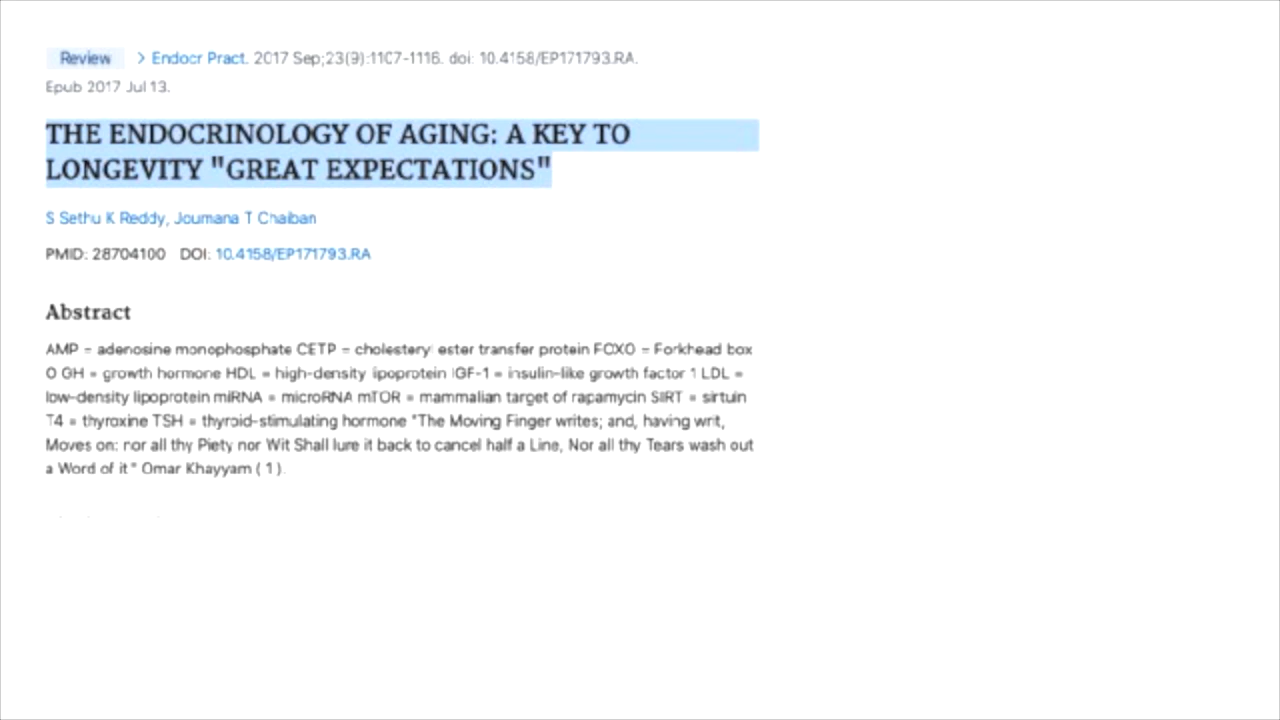 Review > Endocr Pract. 2017 Sep;23(9):1107-1116. doi: 10.4158/EP171793.RA.
Epub 2017 Jul 13.
THE ENDOCRINOLOGY OF AGING: A KEY TO
LONGEVITY "GREAT EXPECTATIONS"
S Sethu K Reddy, Joumana T Chaiban
PMID: 28704100 DOI: 10.4158/EP171793.RA
Abstract
AMP = adenosine monophosphate CETP = cholesteryl ester transfer protein FOXO = Forkhead box
O GH = growth hormone HDL = high-density lipoprotein IGF-1 = insulin-like growth factor 1 LDL =
low-density lipoprotein miRNA = microRNA mTOR = mammalian target of rapamycin SIRT = sirtuin
T4 = thyroxine TSH = thyroid-stimulating hormone "The Moving Finger writes; and, having writ,
Moves on: nor all thy Piety nor Wit Shall lure it back to cancel half a Line, Nor all thy Tears wash out
a Word of it" Omar Khayyam ( 1 ).